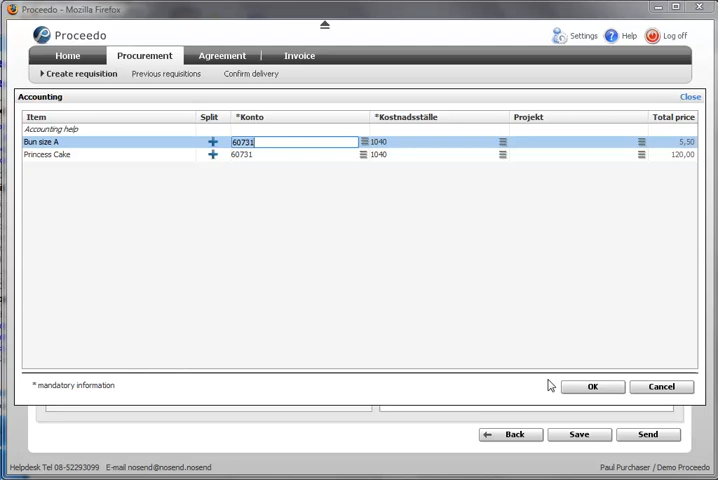 Proceedo - Mozilla Firefox
Proceedo
Settings Help Log off
Home Procurement Agreement Invoice
Create requisition Previous requisitions Confirm delivery
Accounting Close
Item Split *Konto *Kostnadsställe Projekt Total price
Accounting help
Bun size A 60731 1040 5,50
Princess Cake 60731 1040 120,00
* mandatory information OK Cancel
Back Save Send
Helpdesk Tel 08-52293099 E-mail nosend@nosend.nosend Paul Purchaser / Demo Proceedo